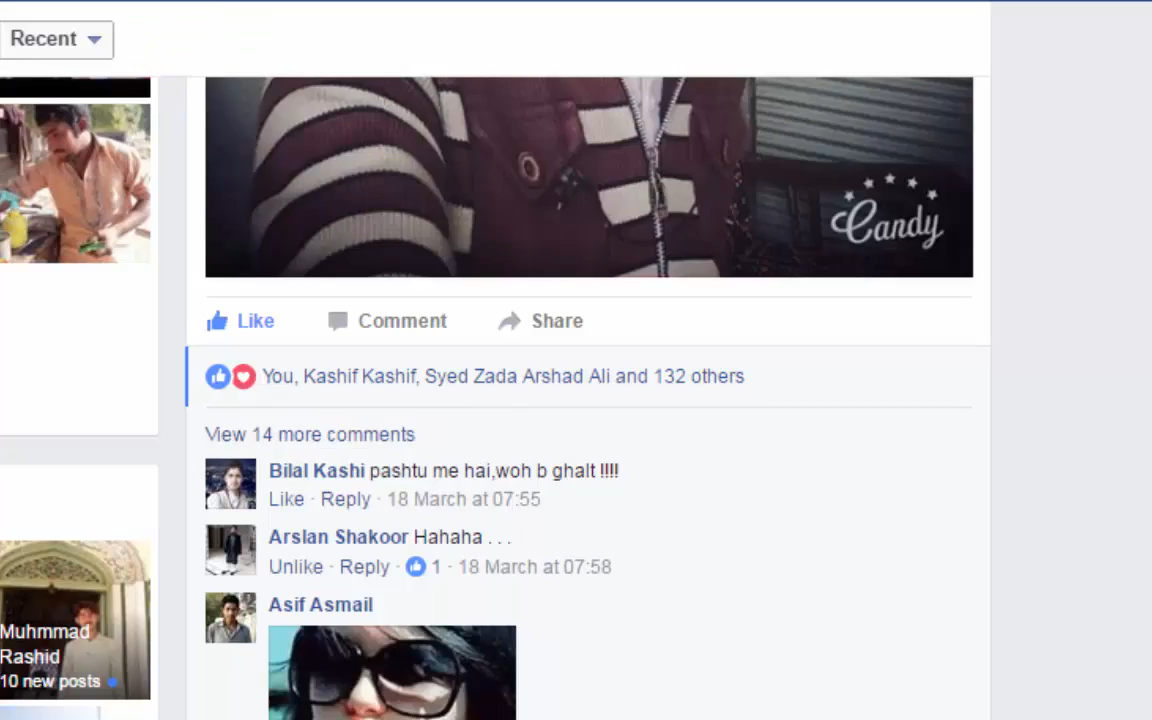 Recent
Candy
Like Comment Share
You, Kashif Kashif, Syed Zada Arshad Ali and 132 others
View 14 more comments
Bilal Kashi pashtu me hai,woh b ghalt !!!!
Like · Reply · 18 March at 07:55
Arslan Shakoor Hahaha . . .
Unlike · Reply · 1 · 18 March at 07:58
Asif Asmail
Muhmmad
Rashid
10 new posts